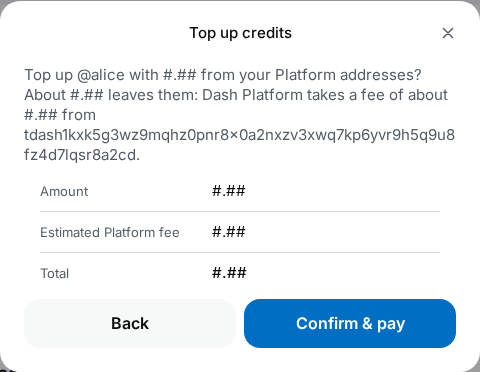 Top up credits
Top up @alice with #.## from your Platform addresses?
About #.## leaves them: Dash Platform takes a fee of about
#.## from
tdash1kxk5g3wz9mqhz0pnr8×0a2nxzv3xwq7kp6yvr9h5q9u8
fz4d7lqsr8a2cd.
Amount #.##
Estimated Platform fee #.##
Total #.##
Back Confirm & pay